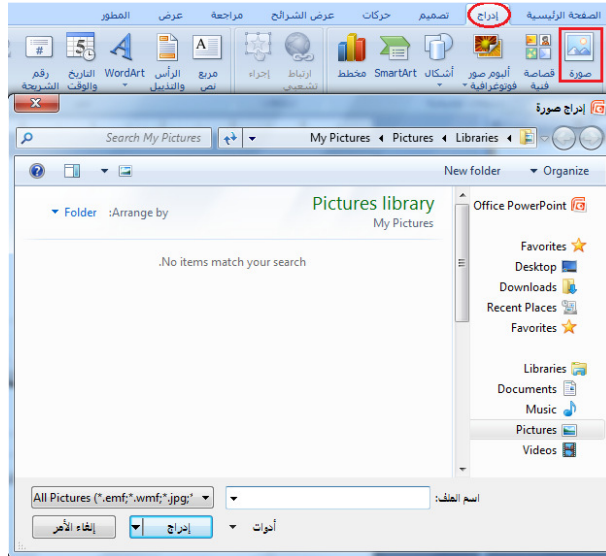 الصفحة الرئيسية إدراج تصميم حركات عرض الشرائح مراجعة عرض المطور
صورة قصاصة فنية ألبوم صور فوتوغرافية أشكال SmartArt مخطط ارتباط تشعبي إجراء مربع نص الرأس والتذييل WordArt التاريخ والوقت رقم الشريحة
إدراج صورة
Libraries Pictures My Pictures
Search My Pictures
Organize New folder
Office PowerPoint
Favorites
Desktop
Downloads
Recent Places
Favorites
Libraries
Documents
Music
Pictures
Videos
Pictures library
My Pictures
Arrange by: Folder
No items match your search.
اسم الملف:
All Pictures (*.emf;*.wmf;*.jpg;*
أدوات إدراج إلغاء الأمر